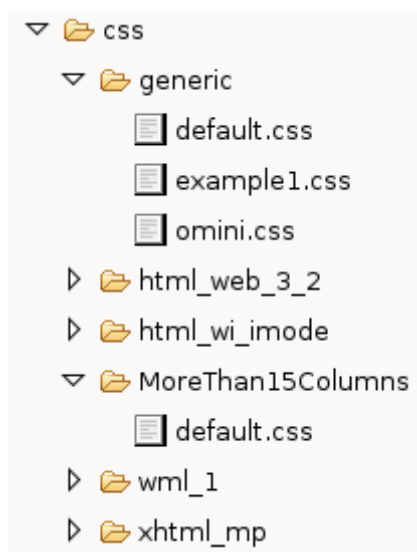 css
generic
default.css
example1.css
omini.css
html_web_3_2
html_wi_imode
MoreThan15Columns
default.css
wml_1
xhtml_mp